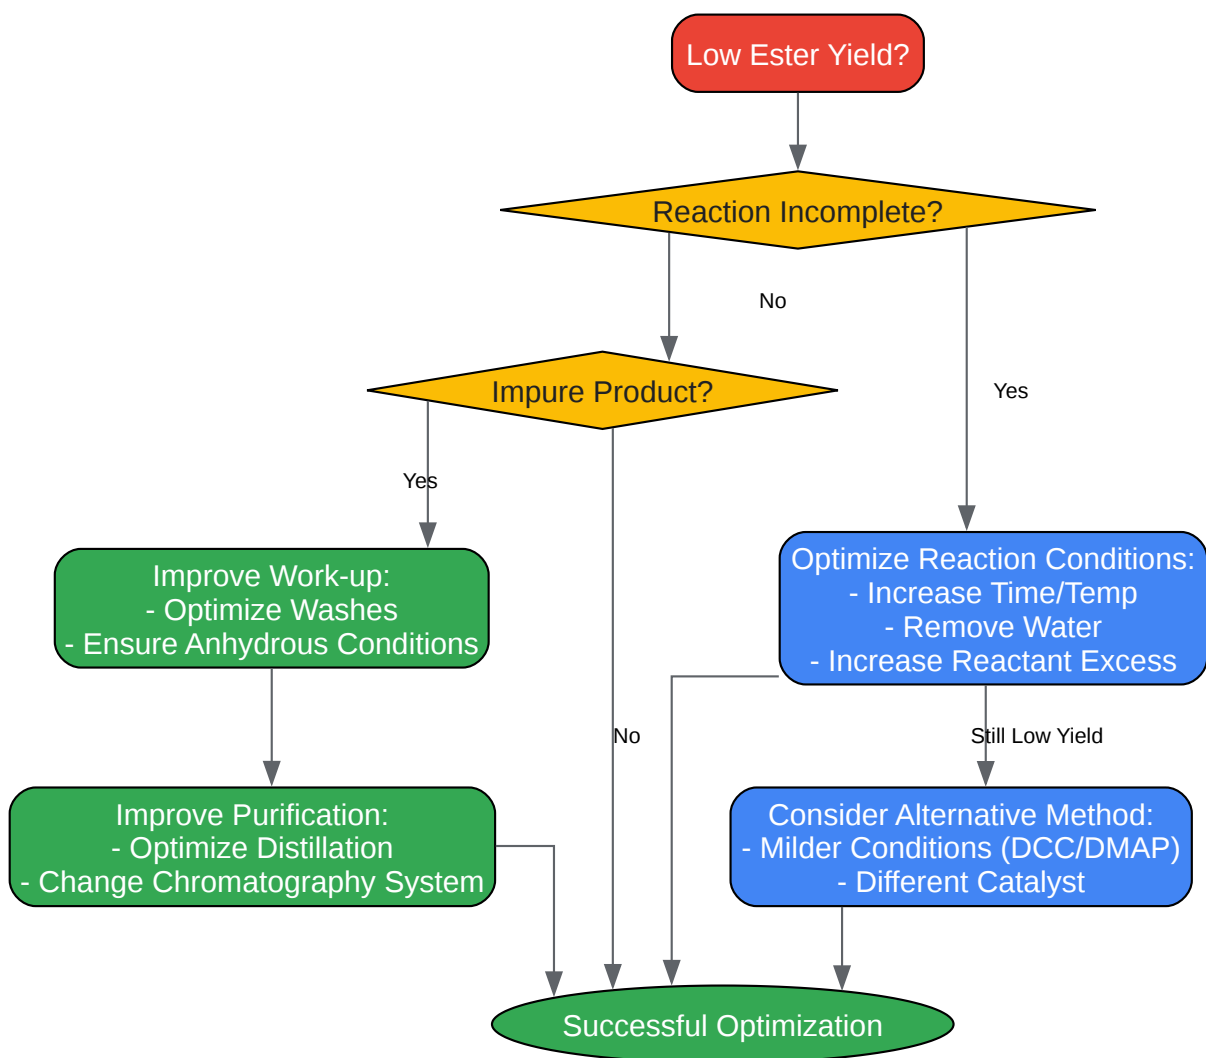 Low Ester Yield?
Reaction Incomplete?
No
Impure Product?
Yes
Yes
Improve Work-up:
- Optimize Washes
- Ensure Anhydrous Conditions
Optimize Reaction Conditions:
- Increase Time/Temp
- Remove Water
- Increase Reactant Excess
No
Still Low Yield
Improve Purification:
- Optimize Distillation
- Change Chromatography System
Consider Alternative Method:
- Milder Conditions (DCC/DMAP)
- Different Catalyst
Successful Optimization